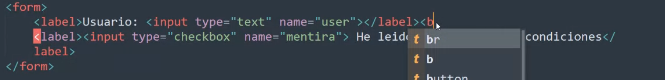 <form>
<label>Usuario: <input type="text" name="user"></label><b
<label><input type="checkbox" name="mentira"> He leido condiciones</
label>
</form>
t br
t b
t button